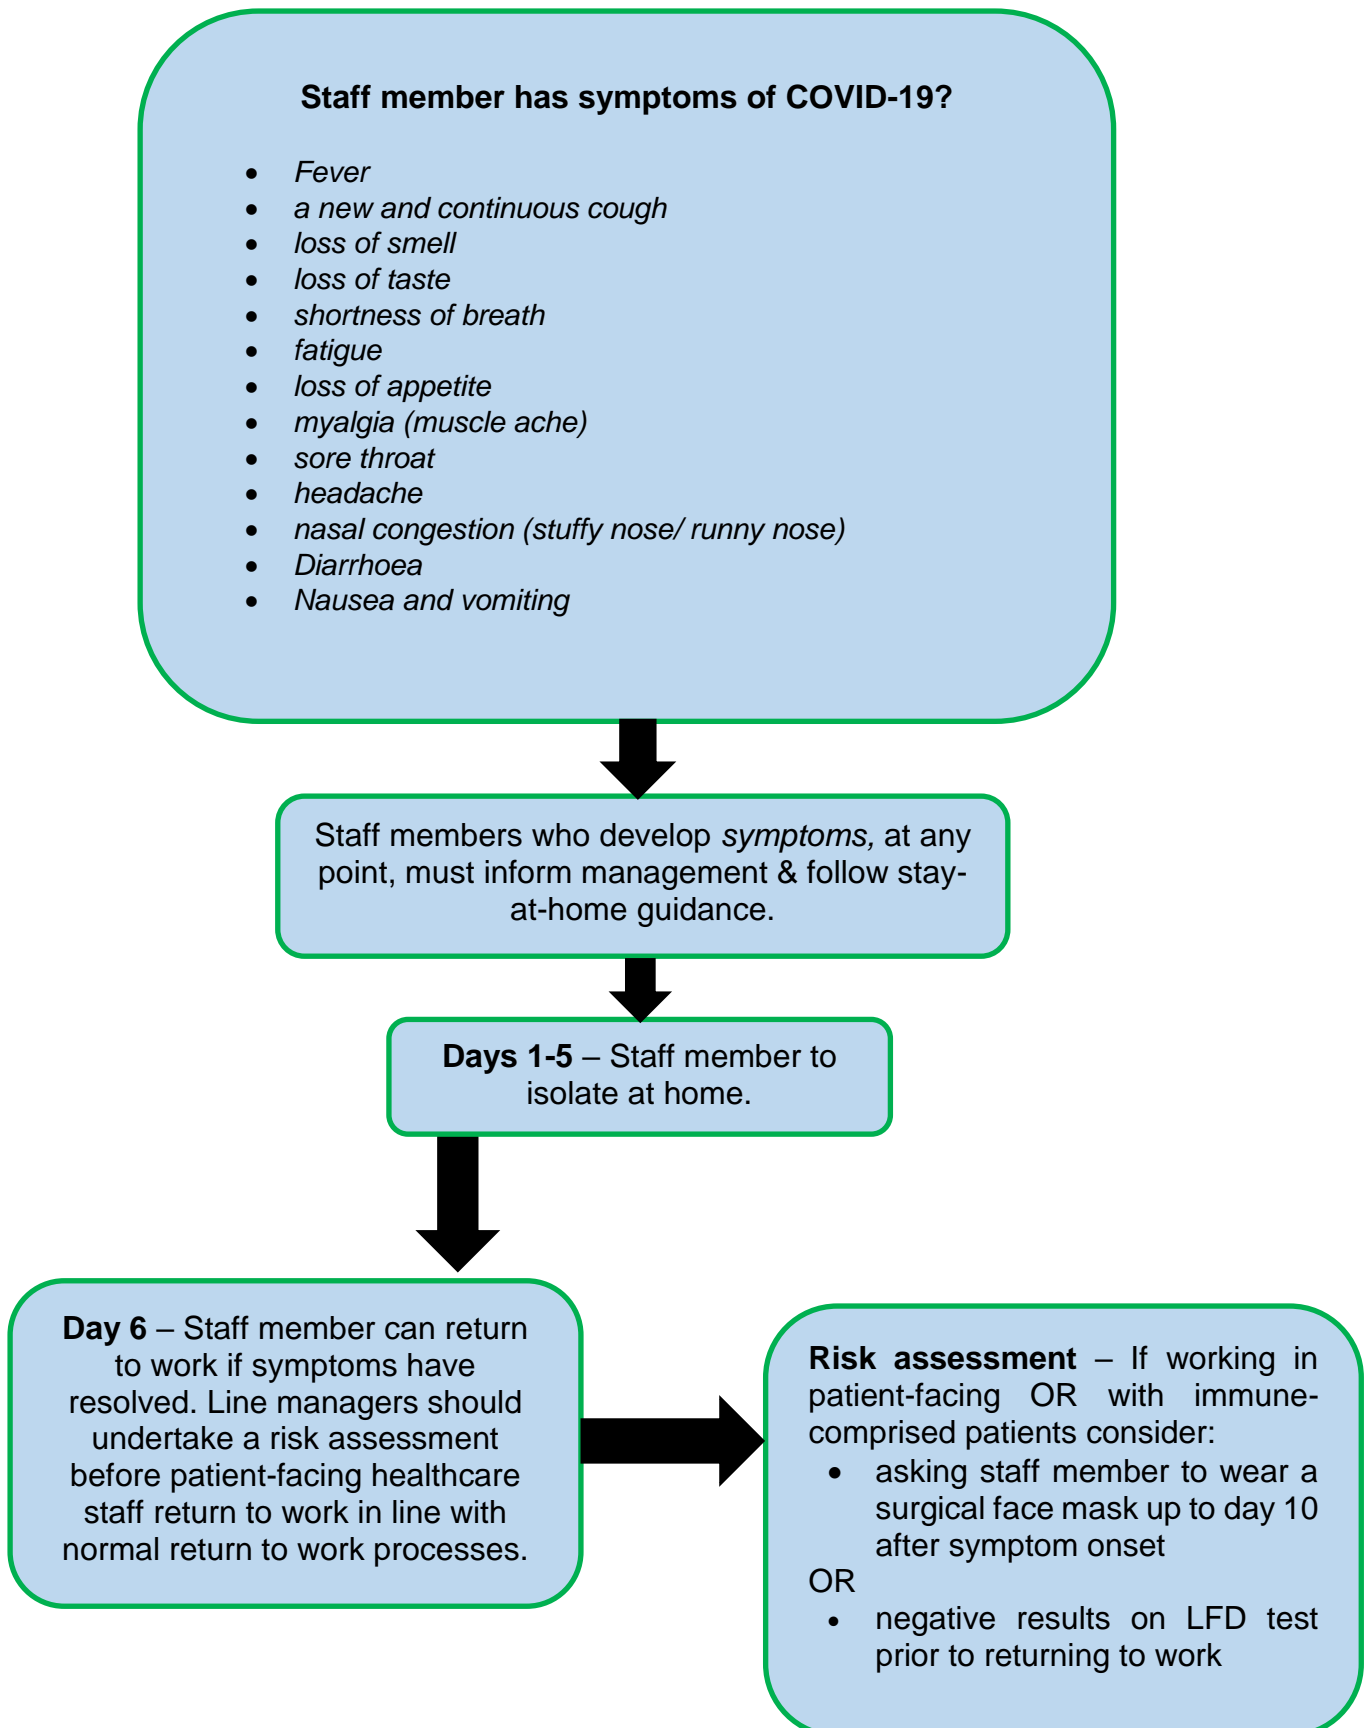 Staff member has symptoms of COVID-19?
• Fever
• a new and continuous cough
• loss of smell
• loss of taste
• shortness of breath
• fatigue
• loss of appetite
• myalgia (muscle ache)
• sore throat
• headache
• nasal congestion (stuffy nose/ runny nose)
• Diarrhoea
• Nausea and vomiting
Staff members who develop symptoms, at any
point, must inform management & follow stay-
at-home guidance.
Days 1-5 – Staff member to
isolate at home.
Day 6 – Staff member can return
to work if symptoms have
resolved. Line managers should
undertake a risk assessment
before patient-facing healthcare
staff return to work in line with
normal return to work processes.
Risk assessment – If working in
patient-facing OR with immune-
comprised patients consider:
• asking staff member to wear a
surgical face mask up to day 10
after symptom onset
OR
• negative results on LFD test
prior to returning to work